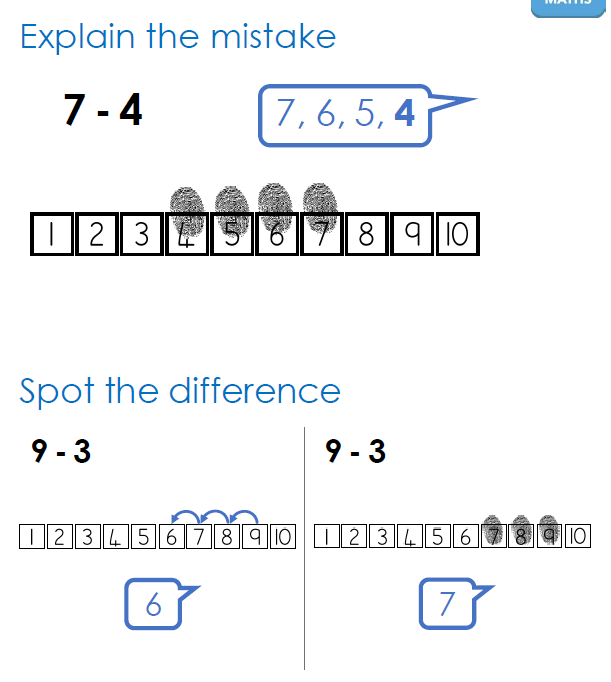 MATHS
Explain the mistake
7 - 4
7, 6, 5, 4
1 2 3 4 5 6 7 8 9 10
Spot the difference
9 - 3
1 2 3 4 5 6 7 8 9 10
6
9 - 3
1 2 3 4 5 6 7 8 9 10
7